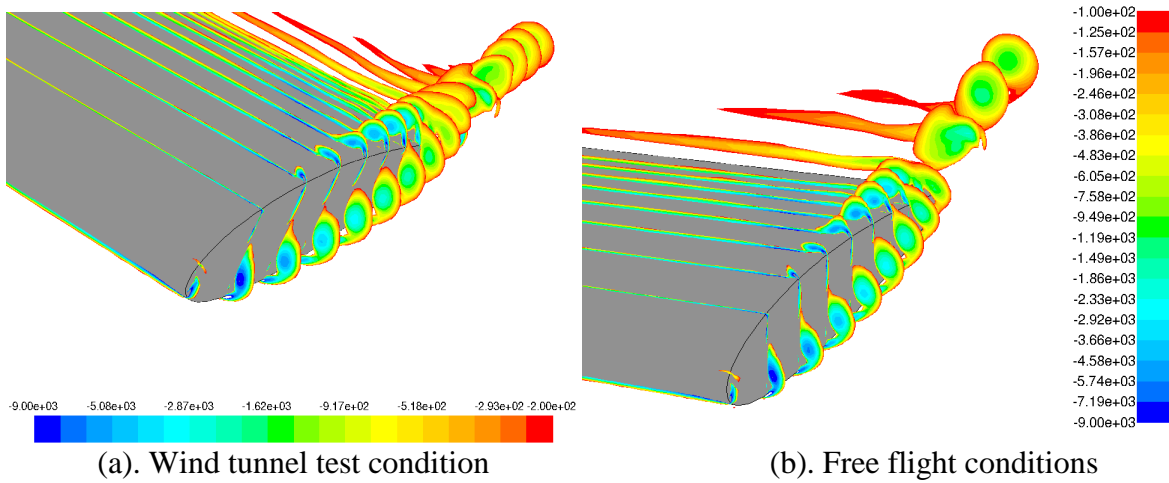 -1.00e+02
-1.25e+02
-1.57e+02
-1.96e+02
-2.46e+02
-3.08e+02
-3.86e+02
-4.83e+02
-6.05e+02
-7.58e+02
-9.49e+02
-1.19e+03
-1.49e+03
-1.86e+03
-2.33e+03
-2.92e+03
-3.66e+03
-4.58e+03
-5.74e+03
-7.19e+03
-9.00e+03
-9.00e+03 -5.08e+03 -2.87e+03 -1.62e+03 -9.17e+02 -5.18e+02 -2.93e+02 -2.00e+02
(a). Wind tunnel test condition
(b). Free flight conditions